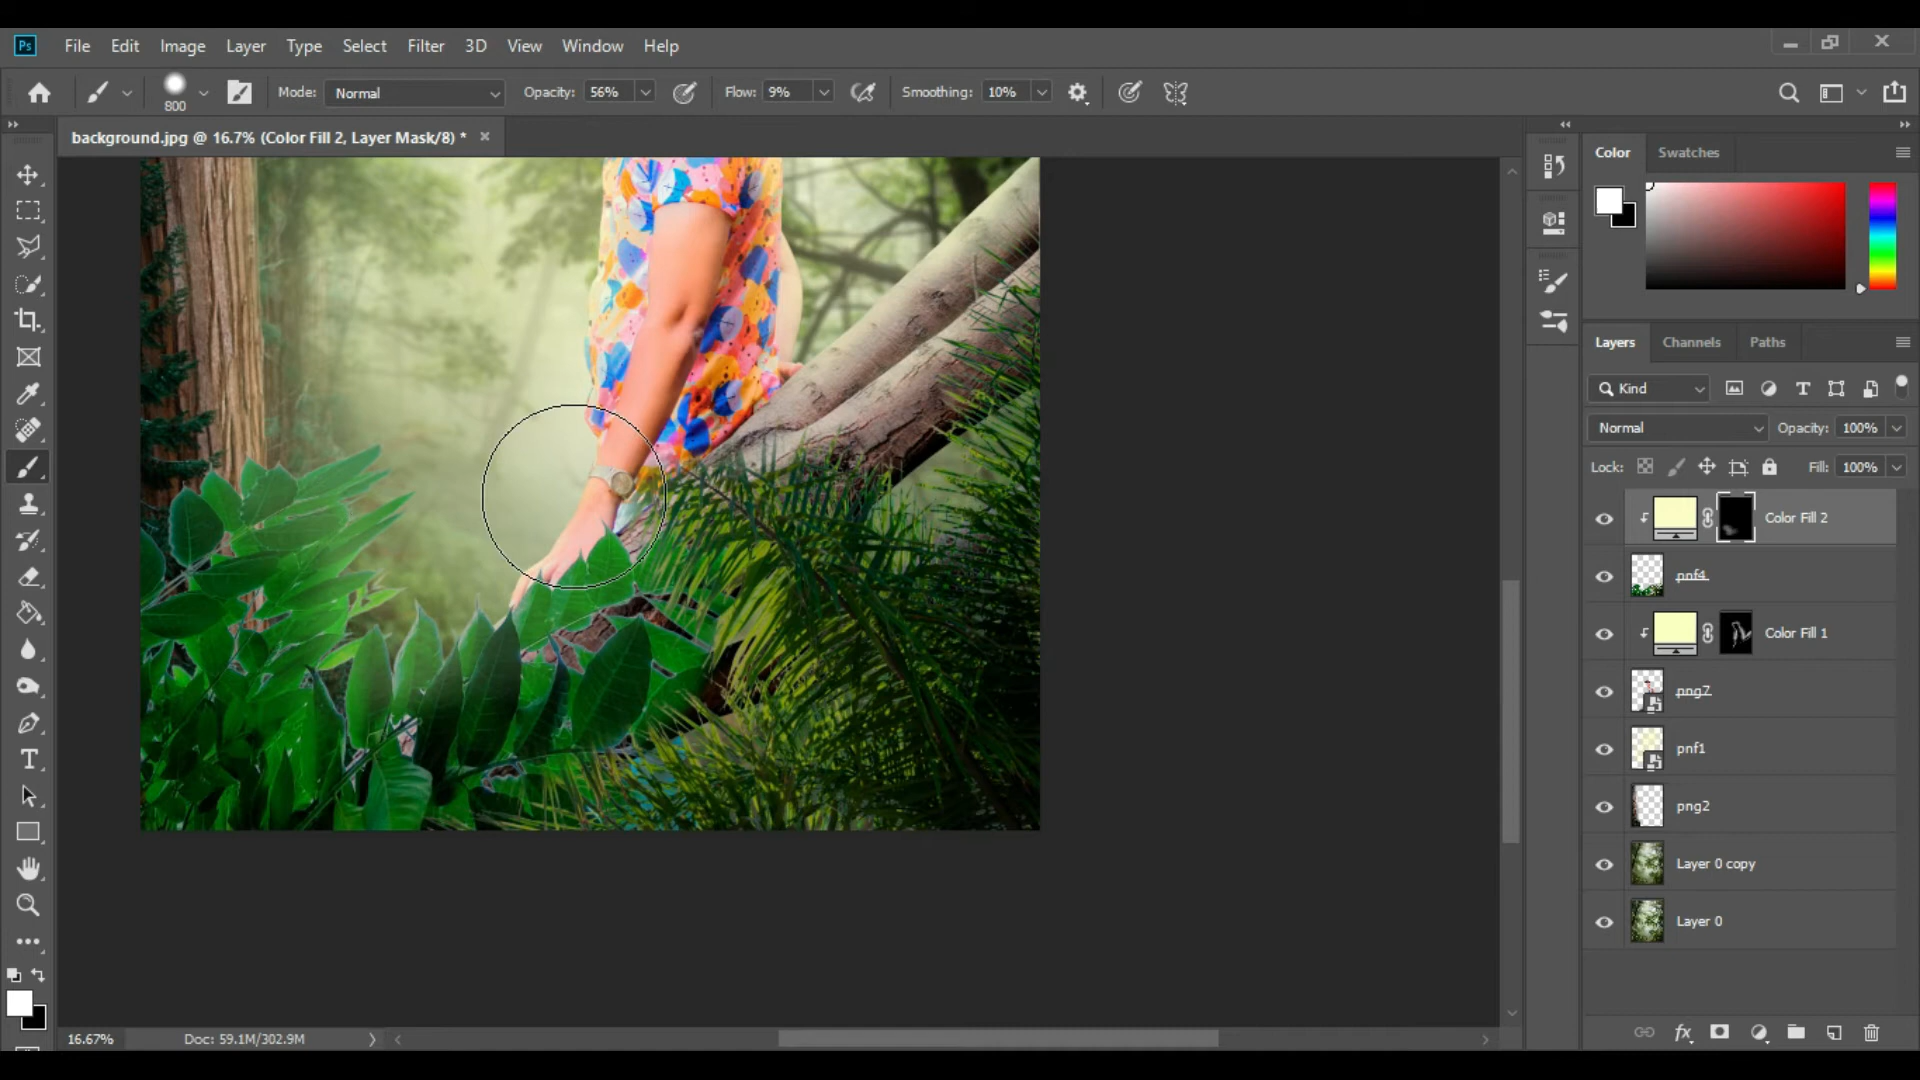 Ps File Edit Image Layer Type Select Filter 3D View Window Help
800 Mode: Normal Opacity: 56% Flow: 9% Smoothing: 10%
background.jpg @ 16.7% (Color Fill 2, Layer Mask/8) *
Color Swatches
Layers Channels Paths
Kind
Normal Opacity: 100%
Lock: Fill: 100%
Color Fill 2
pnf4
Color Fill 1
png7
pnf1
png2
Layer 0 copy
Layer 0
fx
16.67% Doc: 59.1M/302.9M